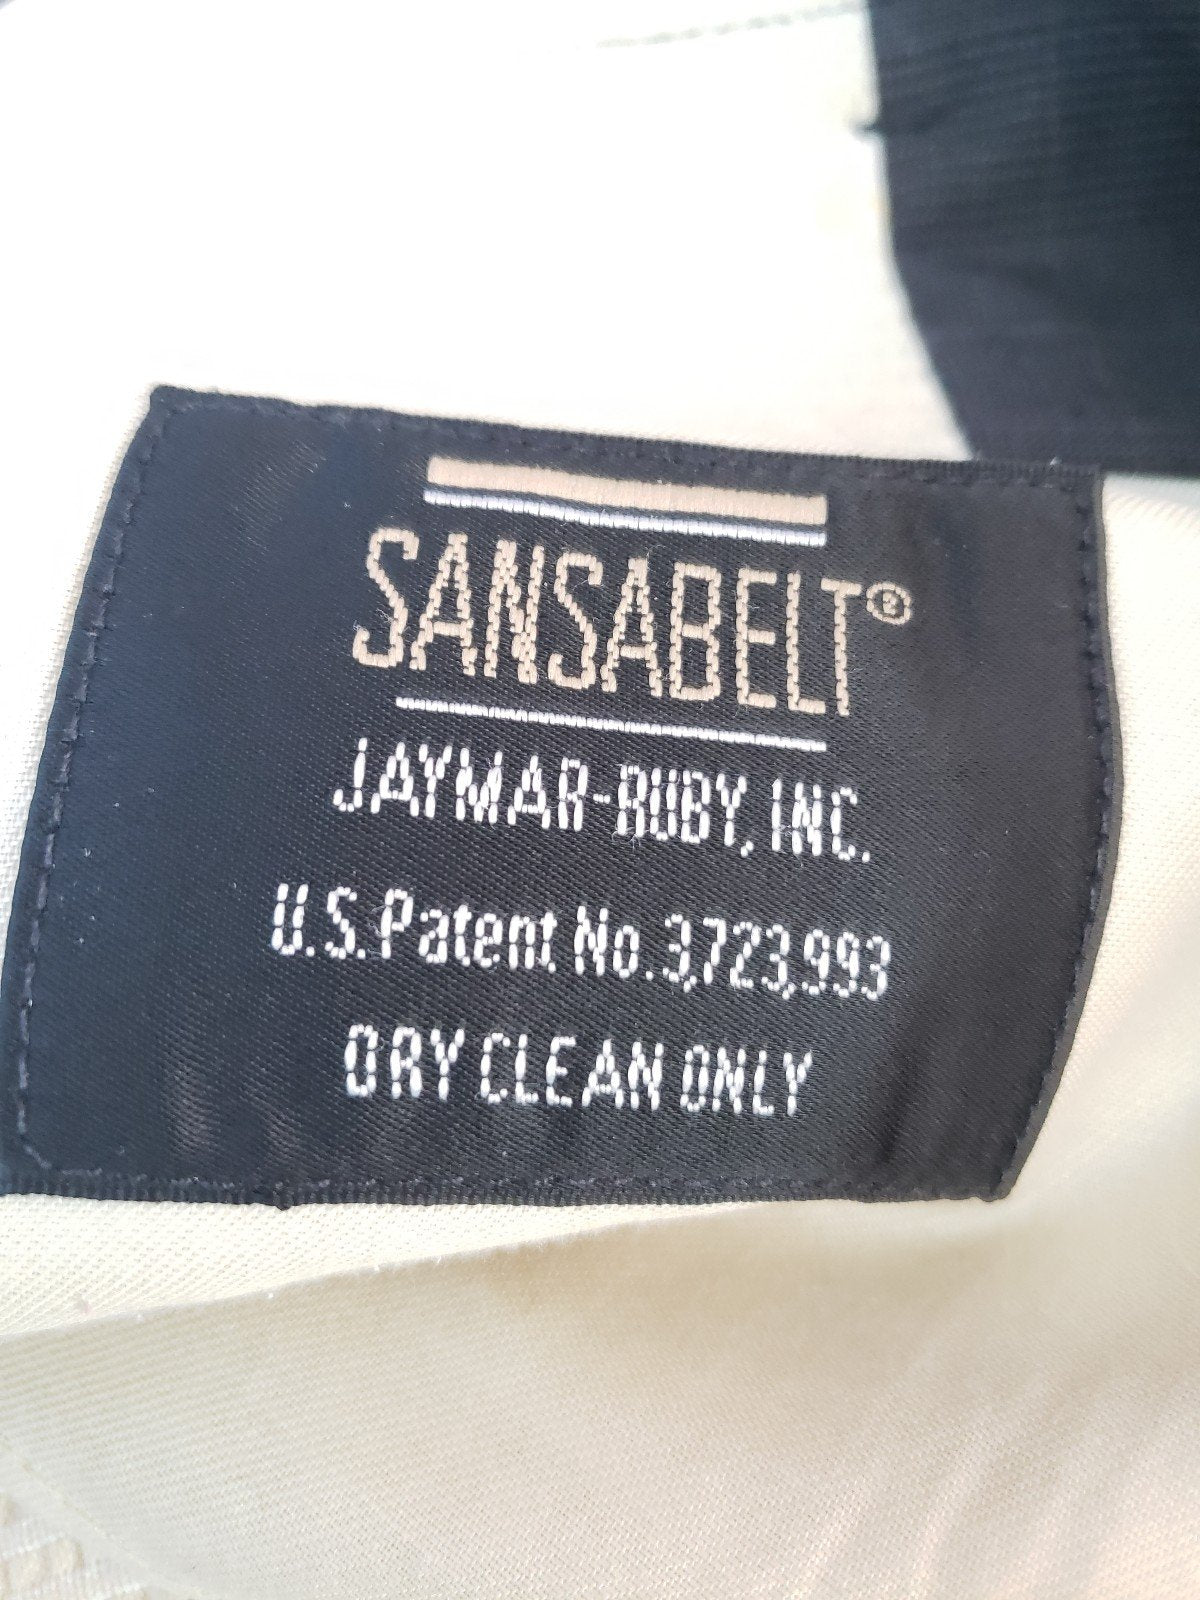 SANSABELT®
JAYMAR-RUBY, INC.
U.S. Patent No. 3,723,993
DRY CLEAN ONLY